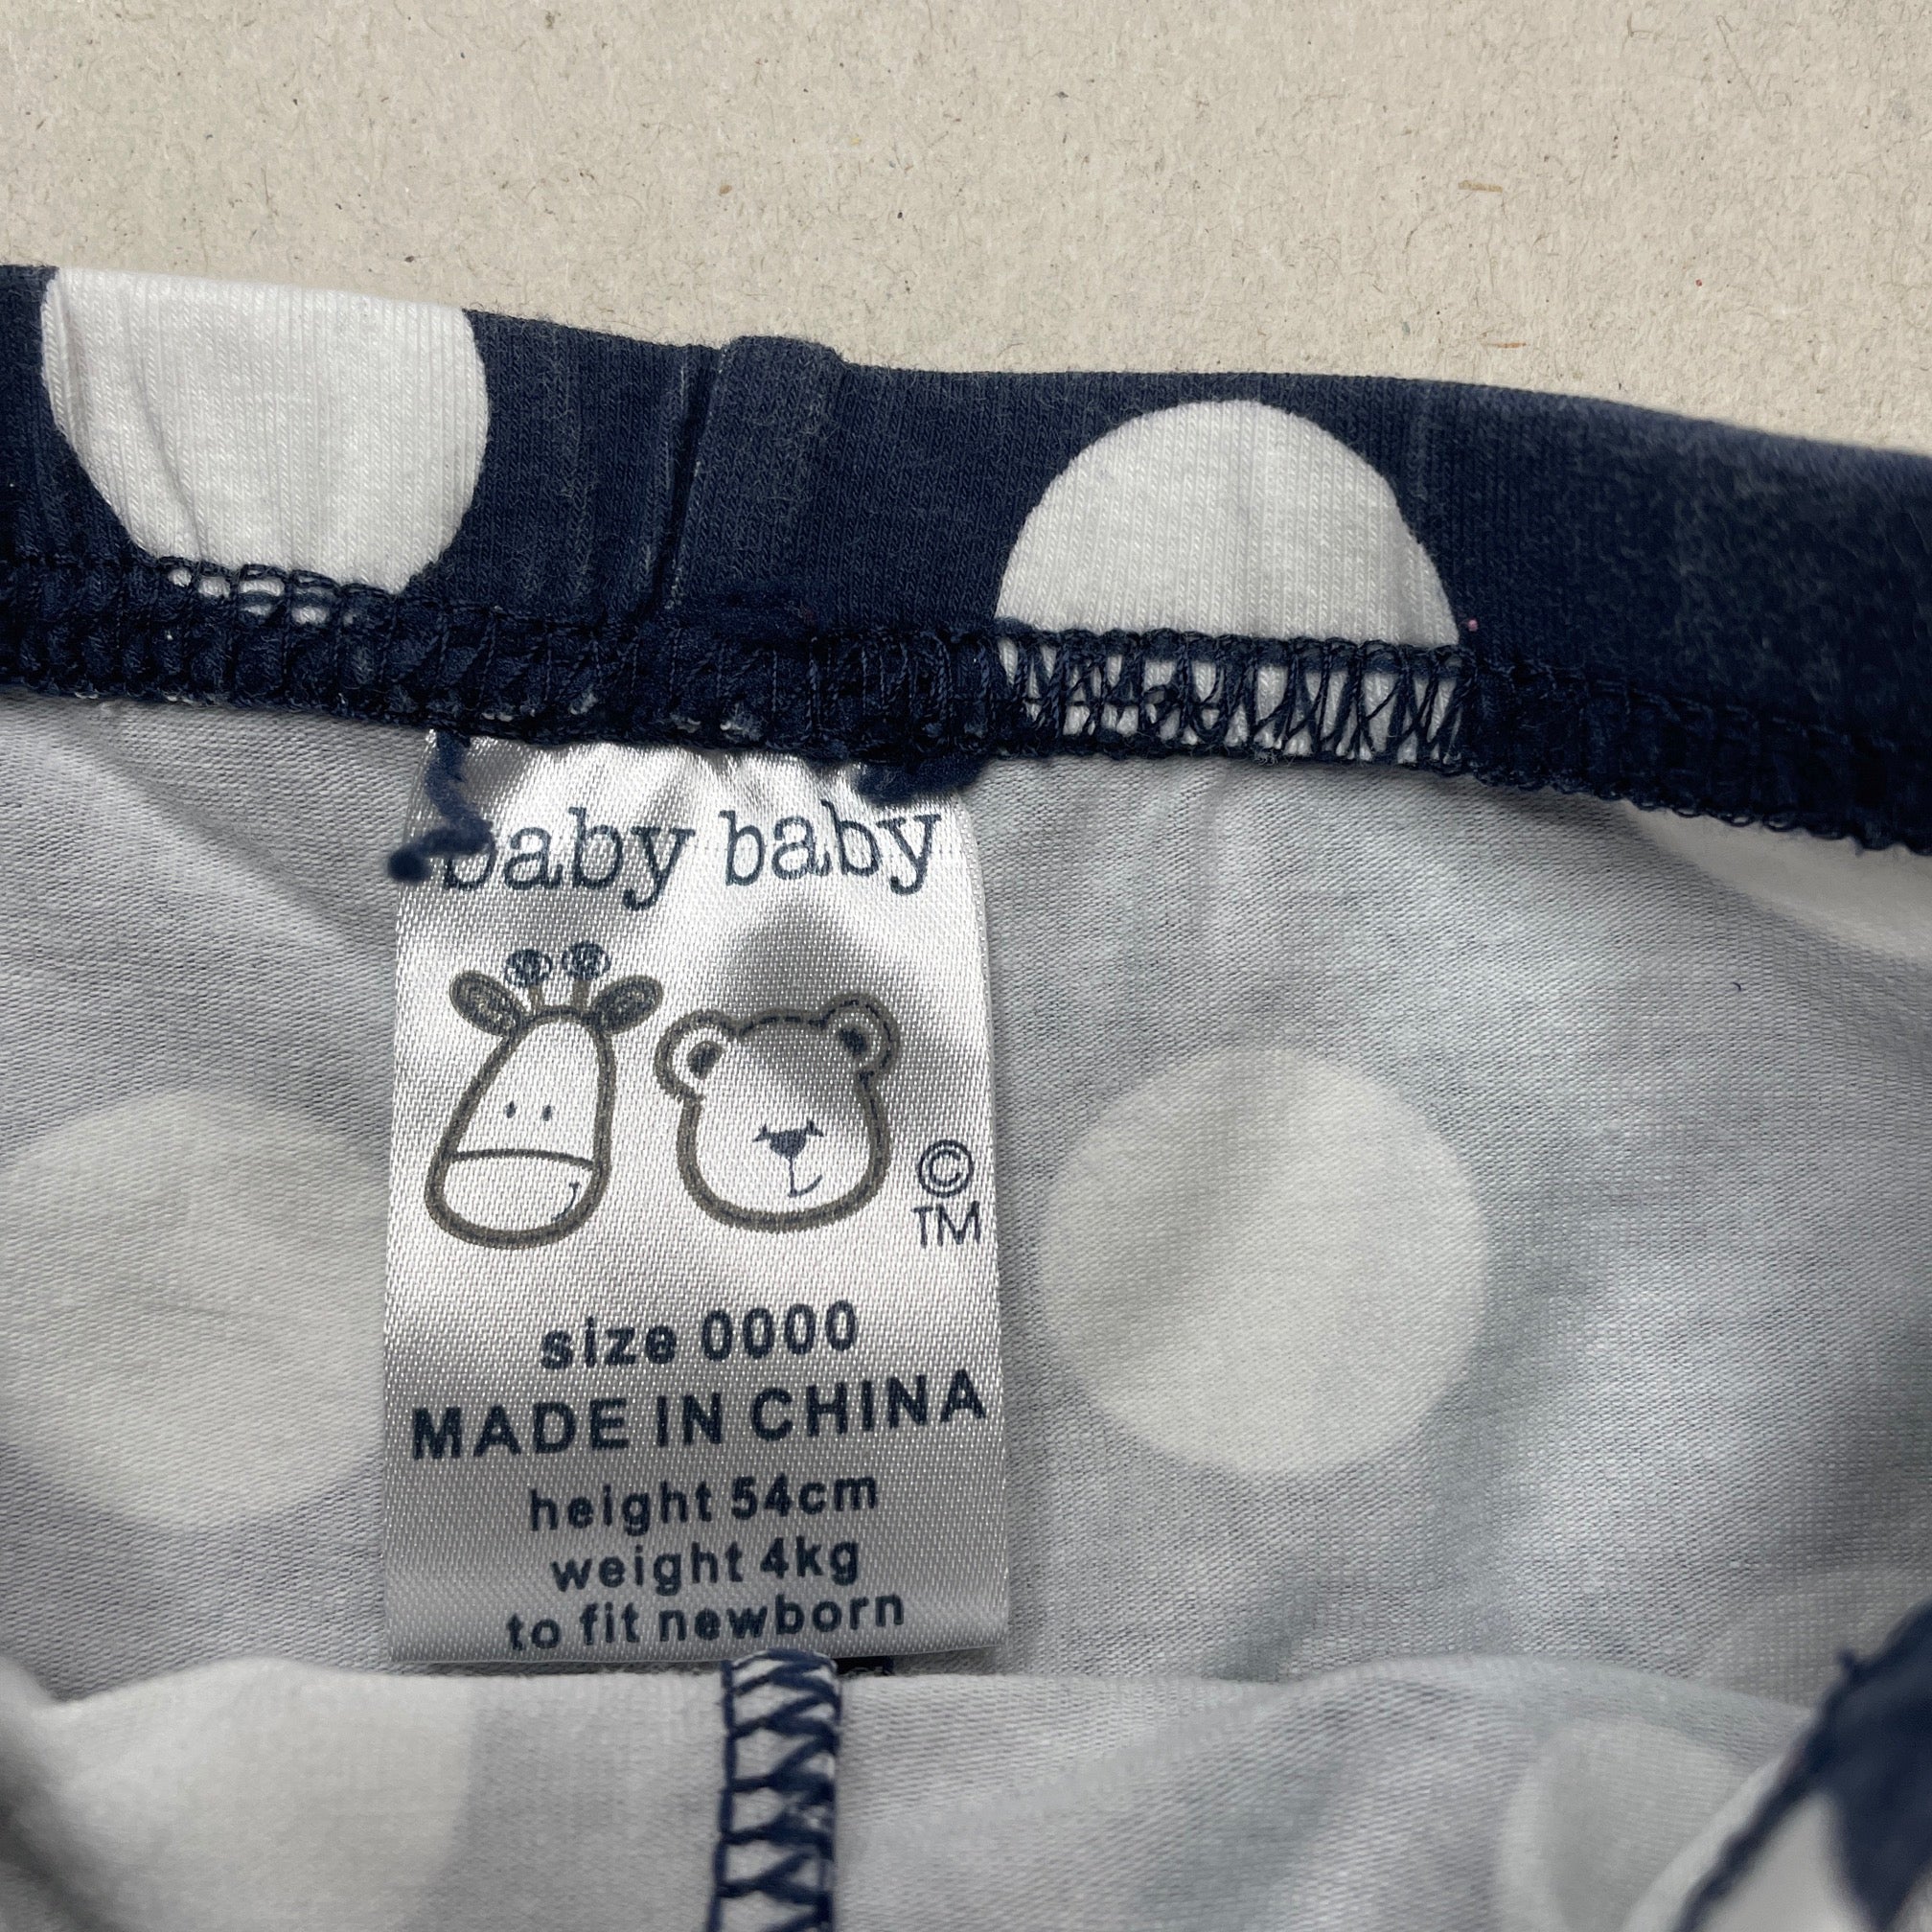 baby baby
©
TM
size 0000
MADE IN CHINA
height 54cm
weight 4kg
to fit newborn